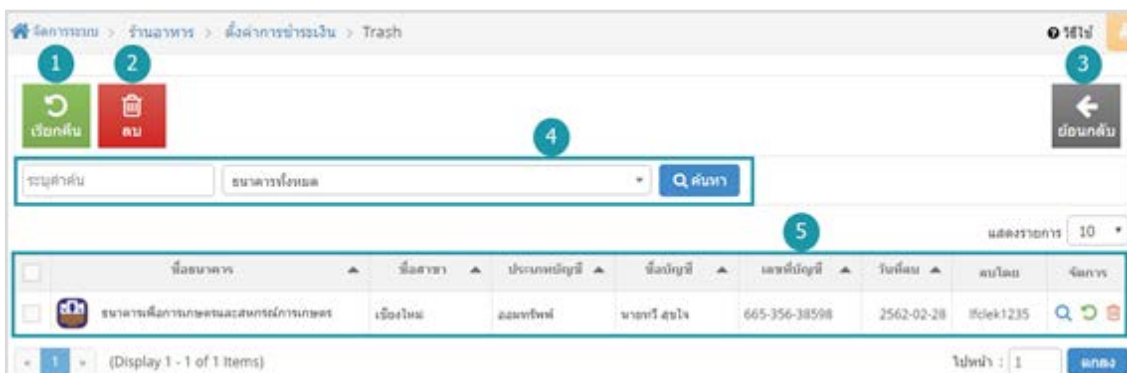 จัดการระบบ > ร้านอาหาร > ตั้งค่าการชำระเงิน > Trash
วิธีใช้
1 2 3
เรียกคืน ลบ ย้อนกลับ
4
ระบุคำค้น ธนาคารทั้งหมด ค้นหา
5 แสดงรายการ 10
ชื่อธนาคาร ชื่อสาขา ประเภทบัญชี ชื่อบัญชี เลขที่บัญชี วันที่ลบ ลบโดย จัดการ
ธนาคารเพื่อการเกษตรและสหกรณ์การเกษตร เชียงใหม่ ออมทรัพย์ นายทวี สุขใจ 665-356-38598 2562-02-28
« 1 » (Display 1 - 1 of 1 Items) ไปหน้า : 1 ตกลง